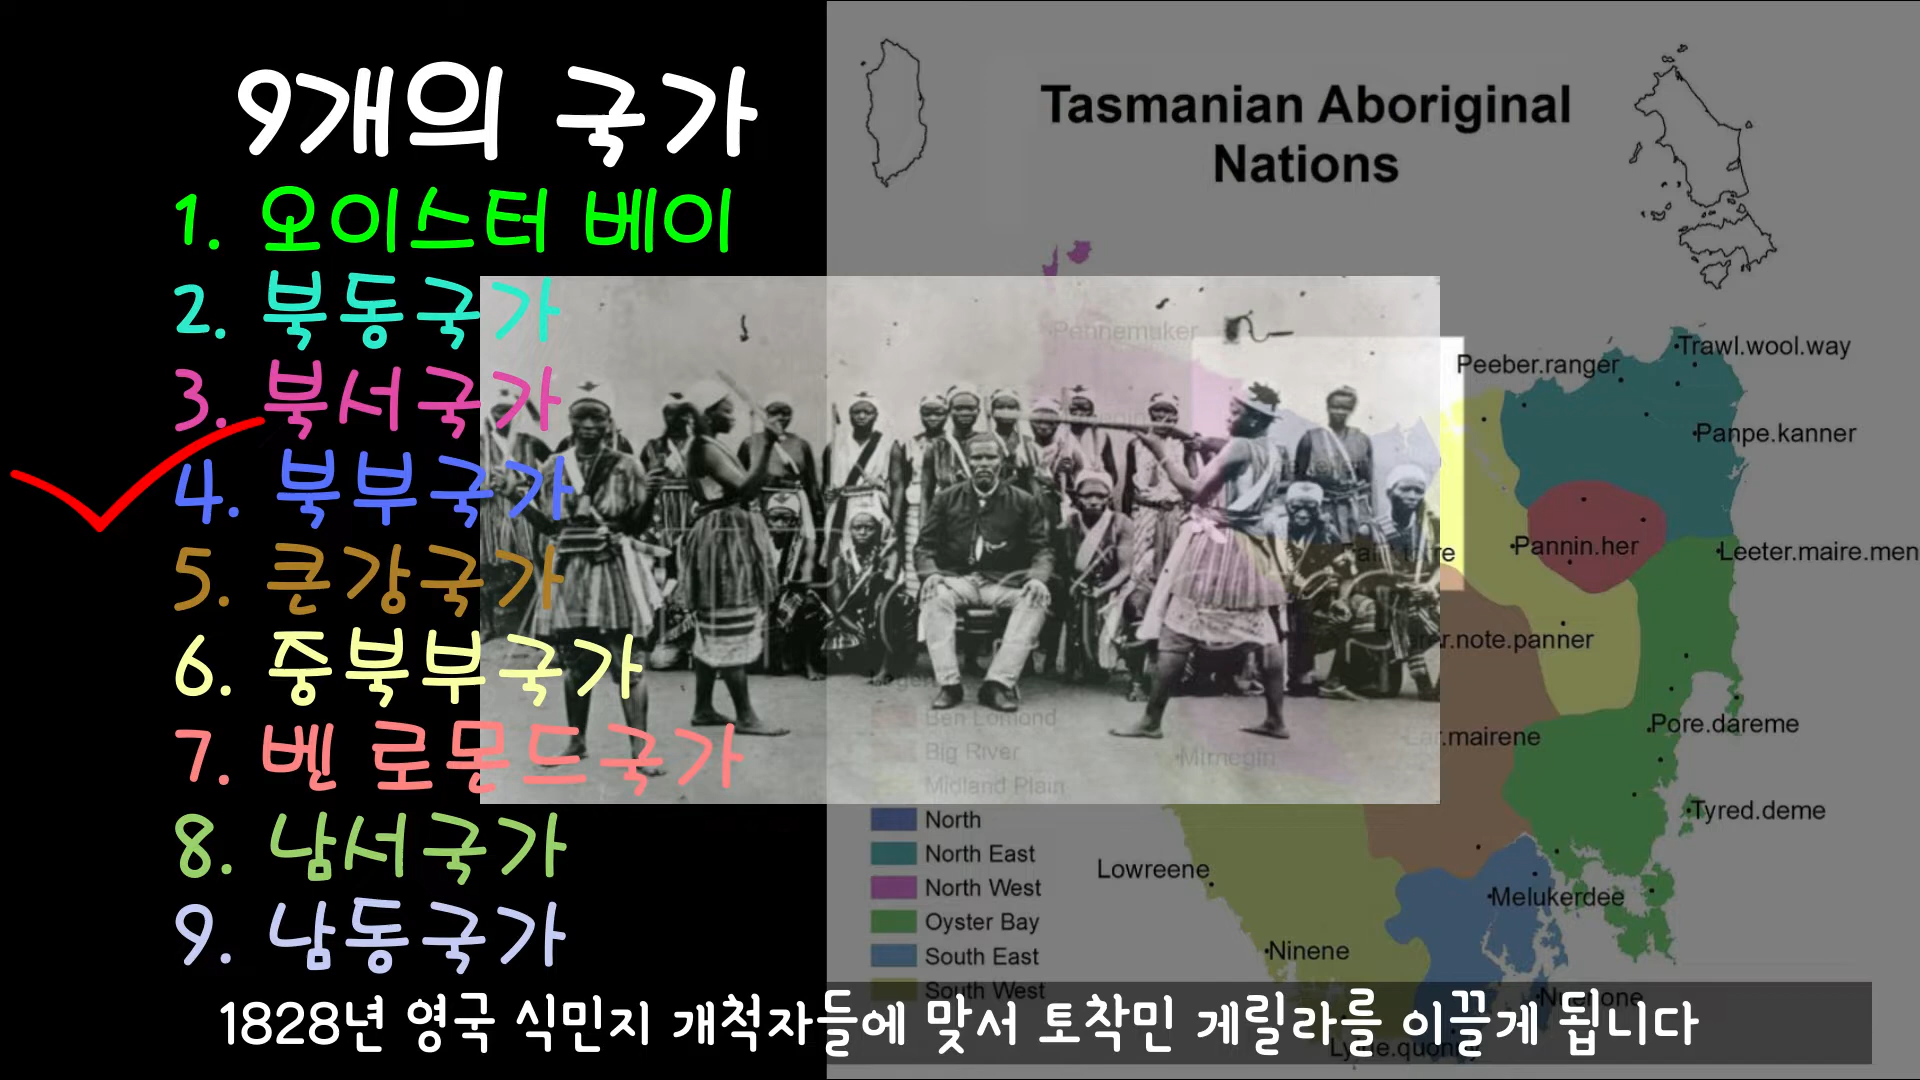 9개의 국가
1. 오이스터 베이
2. 북동국가
3. 북서국가
4. 북부국가
5. 큰강국가
6. 중북부국가
7. 벤 로몬드국가
8. 남서국가
9. 남동국가
Tasmanian Aboriginal
Nations
Pennemuker
Trawl.wool.way
Peeber.ranger
Panpe.kanner
Pannin.her
Leeter.maire.men
r.note.panner
Pore.dareme
Lar.mairene
Mirnegin
Tyred.deme
Lowreene
Melukerdee
Ninene
Ben Lomond
Big River
Midland Plain
North
North East
North West
Oyster Bay
South East
South West
1828년 영국 식민지 개척자들에 맞서 토착민 게릴라를 이끌게 됩니다